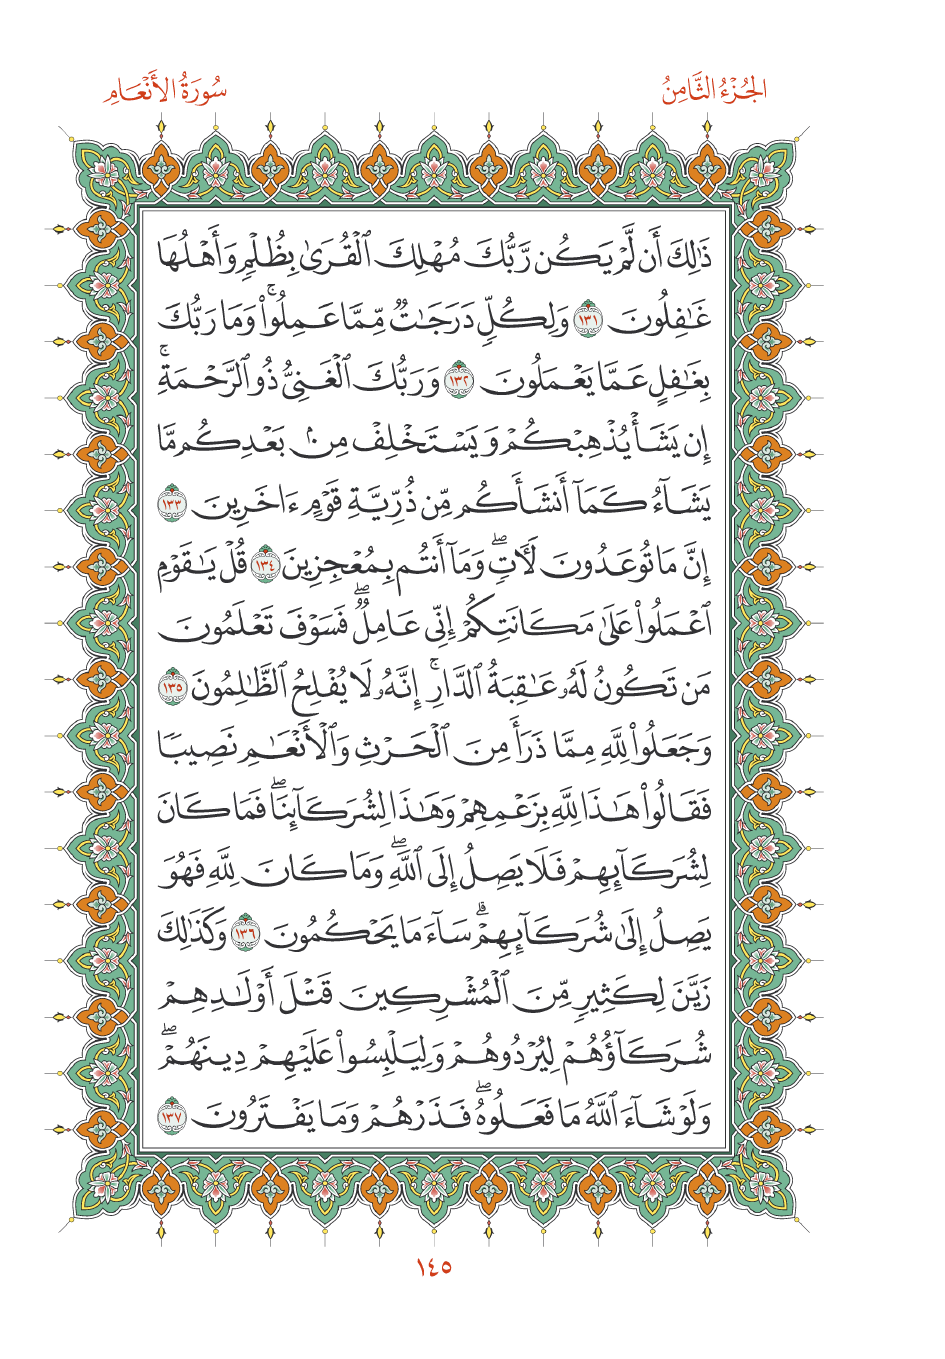 الجُزْءُ الثَّامِنُ
سُورَةُ الأَنْعَامِ
ذَٰلِكَ أَن لَّمْ يَكُن رَّبُّكَ مُهْلِكَ ٱلْقُرَىٰ بِظُلْمٍ وَأَهْلُهَا
غَٰفِلُونَ ١٣١ وَلِكُلٍّ دَرَجَٰتٌ مِّمَّا عَمِلُوا۟ ۚ وَمَا رَبُّكَ
بِغَٰفِلٍ عَمَّا يَعْمَلُونَ ١٣٢ وَرَبُّكَ ٱلْغَنِىُّ ذُو ٱلرَّحْمَةِ ۚ
إِن يَشَأْ يُذْهِبْكُمْ وَيَسْتَخْلِفْ مِنۢ بَعْدِكُم مَّا
يَشَآءُ كَمَآ أَنشَأَكُم مِّن ذُرِّيَّةِ قَوْمٍ ءَاخَرِينَ ١٣٣
إِنَّ مَا تُوعَدُونَ لَءَاتٍ ۖ وَمَآ أَنتُم بِمُعْجِزِينَ ١٣٤ قُلْ يَٰقَوْمِ
ٱعْمَلُوا۟ عَلَىٰ مَكَانَتِكُمْ إِنِّى عَامِلٌ ۖ فَسَوْفَ تَعْلَمُونَ
مَن تَكُونُ لَهُۥ عَٰقِبَةُ ٱلدَّارِ ۚ إِنَّهُۥ لَا يُفْلِحُ ٱلظَّٰلِمُونَ ١٣٥
وَجَعَلُوا۟ لِلَّهِ مِمَّا ذَرَأَ مِنَ ٱلْحَرْثِ وَٱلْأَنْعَٰمِ نَصِيبًا
فَقَالُوا۟ هَٰذَا لِلَّهِ بِزَعْمِهِمْ وَهَٰذَا لِشُرَكَآئِنَا ۖ فَمَا كَانَ
لِشُرَكَآئِهِمْ فَلَا يَصِلُ إِلَى ٱللَّهِ ۖ وَمَا كَانَ لِلَّهِ فَهُوَ
يَصِلُ إِلَىٰ شُرَكَآئِهِمْ ۗ سَآءَ مَا يَحْكُمُونَ ١٣٦ وَكَذَٰلِكَ
زَيَّنَ لِكَثِيرٍ مِّنَ ٱلْمُشْرِكِينَ قَتْلَ أَوْلَٰدِهِمْ
شُرَكَآؤُهُمْ لِيُرْدُوهُمْ وَلِيَلْبِسُوا۟ عَلَيْهِمْ دِينَهُمْ ۖ
وَلَوْ شَآءَ ٱللَّهُ مَا فَعَلُوهُ ۖ فَذَرْهُمْ وَمَا يَفْتَرُونَ ١٣٧
١٤٥